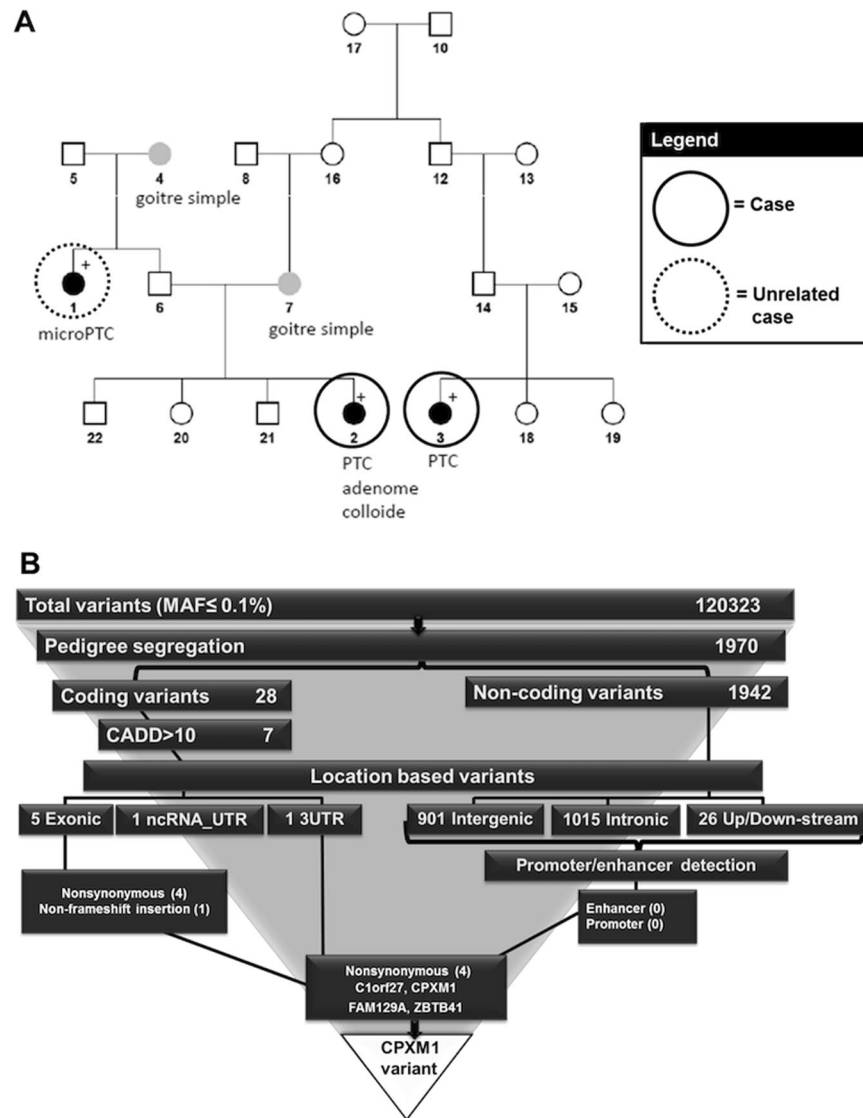 A
17 10
5 4 8 16 12 13
goitre simple
Legend
= Case
= Unrelated
case
+
1 6 7 14 15
microPTC
goitre simple
+ +
22 20 21 2 3 18 19
PTC PTC
adenome
colloide
B
Total variants (MAF≤ 0.1%) 120323
Pedigree segregation 1970
Coding variants 28 Non-coding variants 1942
CADD>10 7
Location based variants
5 Exonic 1 ncRNA_UTR 1 3UTR 901 Intergenic 1015 Intronic 26 Up/Down-stream
Promoter/enhancer detection
Nonsynonymous (4)
Non-frameshift insertion (1)
Enhancer (0)
Promoter (0)
Nonsynonymous (4)
C1orf27, CPXM1
FAM129A, ZBTB41
CPXM1
variant